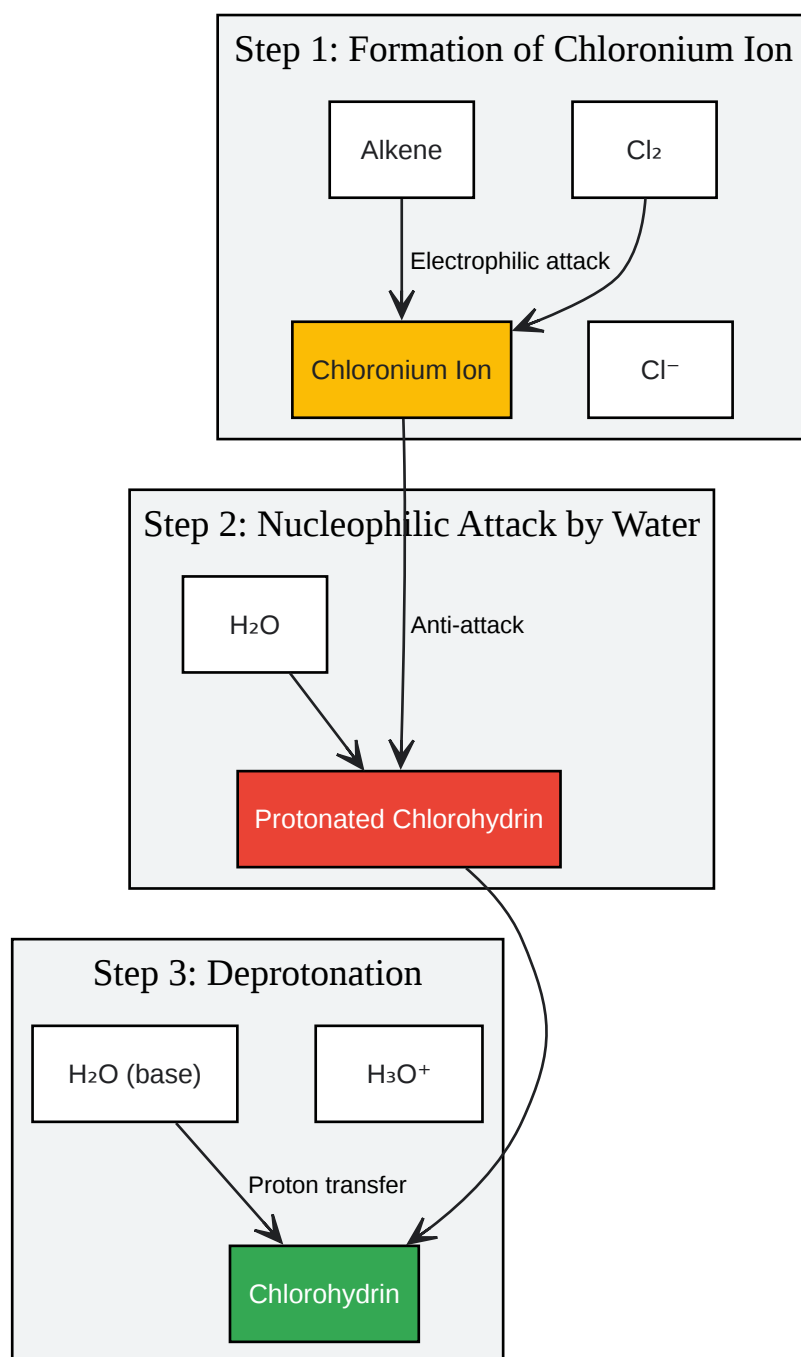 Step 1: Formation of Chloronium Ion
Alkene
Cl₂
Electrophilic attack
Chloronium Ion
Cl⁻
Step 2: Nucleophilic Attack by Water
H₂O
Anti-attack
Protonated Chlorohydrin
Step 3: Deprotonation
H₂O (base)
H₃O⁺
Proton transfer
Chlorohydrin